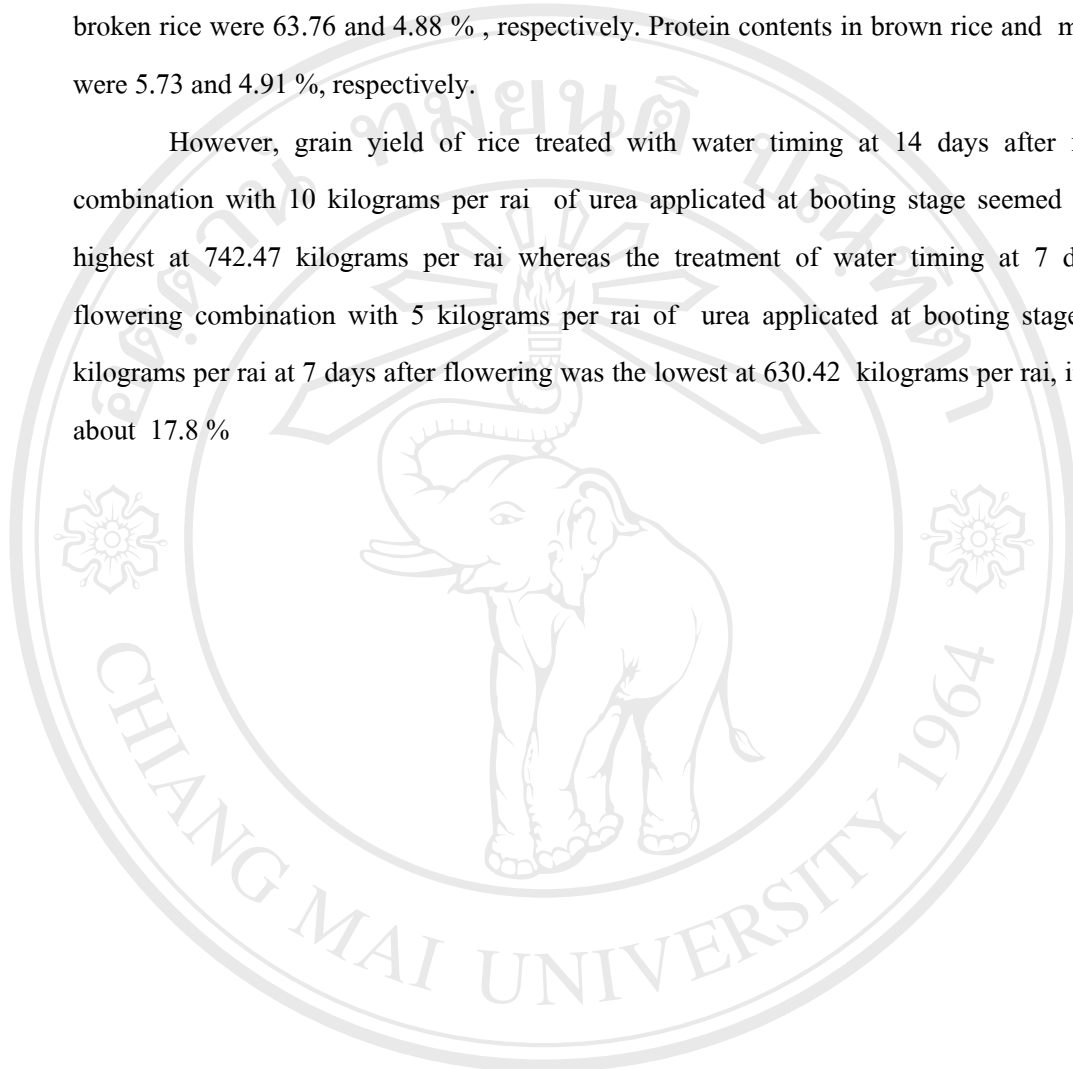 broken rice were 63.76 and 4.88 % , respectively. Protein contents in brown rice and
were 5.73 and 4.91 %, respectively.
However, grain yield of rice treated with water timing at 14 days after
combination with 10 kilograms per rai of urea applicated at booting stage seemed
highest at 742.47 kilograms per rai whereas the treatment of water timing at 7
flowering combination with 5 kilograms per rai of urea applicated at booting stage
kilograms per rai at 7 days after flowering was the lowest at 630.42 kilograms per rai,
about 17.8 %
CHIANG MAI UNIVERSITY 1964